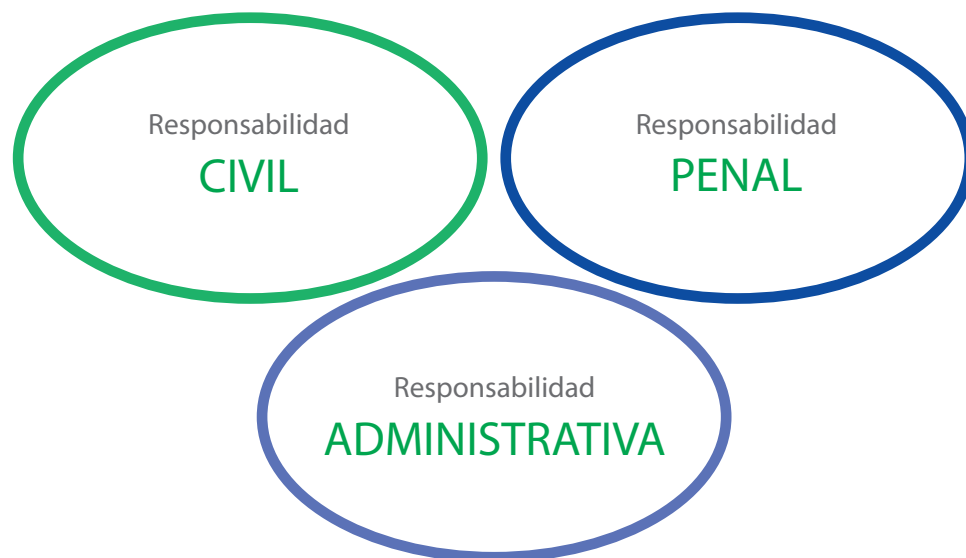 Responsabilidad
CIVIL
Responsabilidad
PENAL
Responsabilidad
ADMINISTRATIVA